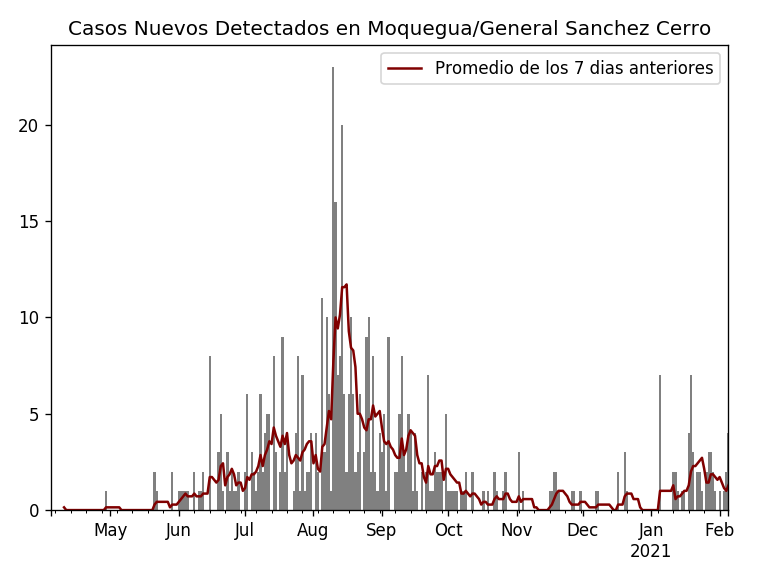 Casos Nuevos Detectados en Moquegua/General Sanchez Cerro
Promedio de los 7 dias anteriores
20
15
10
5
0
May Jun Jul Aug Sep Oct Nov Dec Jan Feb
2021